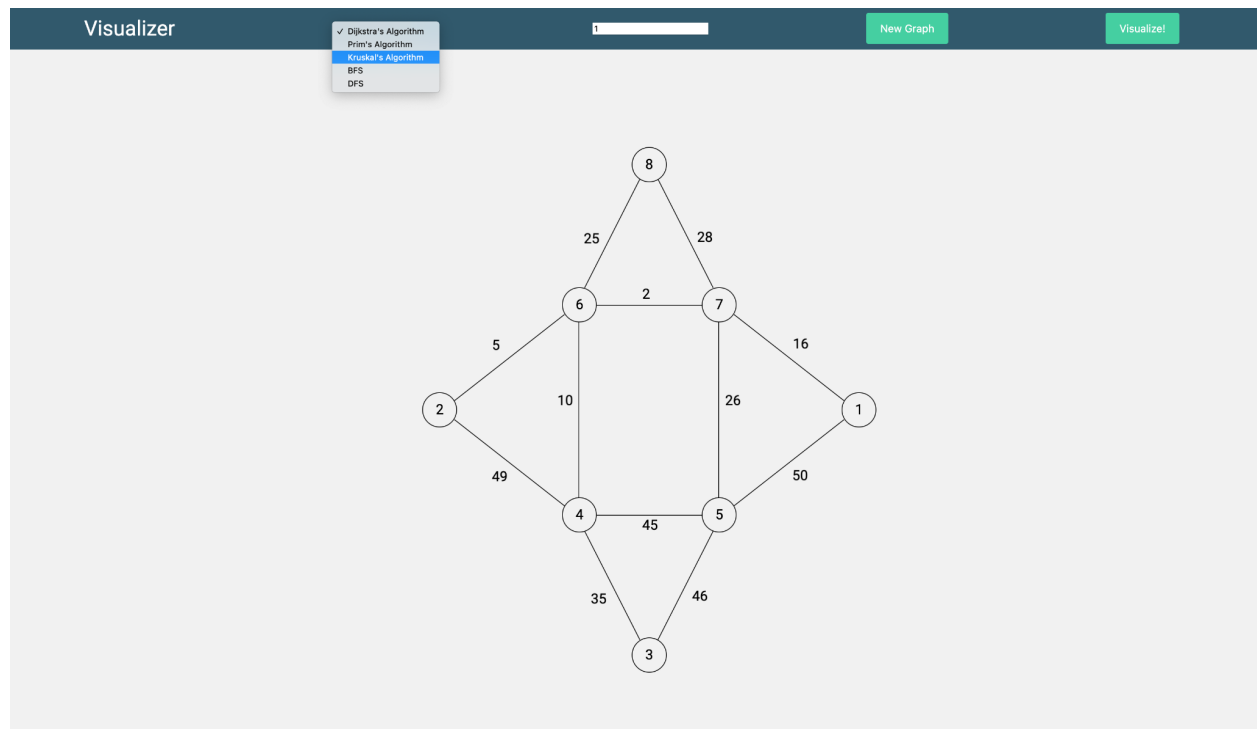 Visualizer
✓ Dijkstra's Algorithm
Prim's Algorithm
Kruskal's Algorithm
BFS
DFS
1
New Graph
Visualize!
8
25
28
6
2
7
5
16
10
26
2
1
49
50
4
5
45
35
46
3